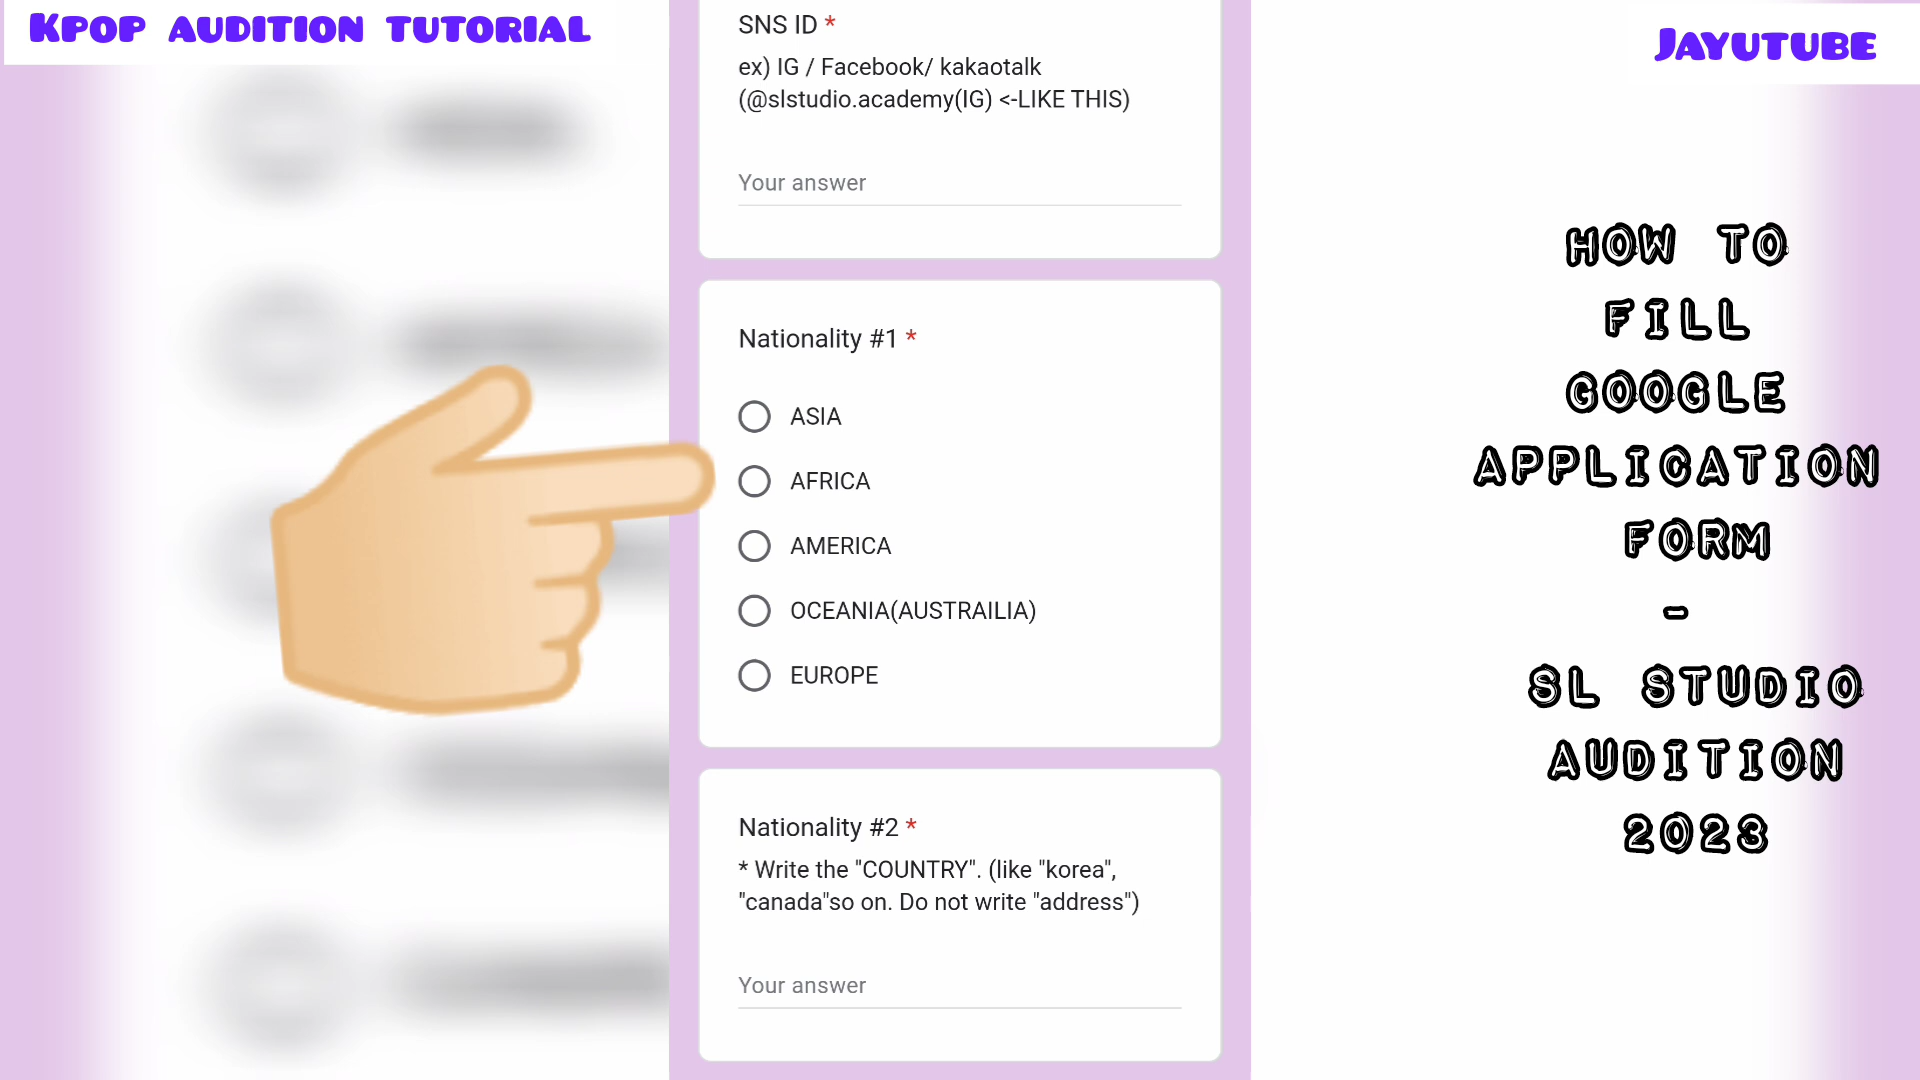 KPOP AUDITION TUTORIAL
JAYUTUBE
SNS ID *
ex) IG / Facebook/ kakaotalk
(@slstudio.academy(IG) <-LIKE THIS)
Your answer
Nationality #1 *
ASIA
AFRICA
AMERICA
OCEANIA(AUSTRAILIA)
EUROPE
Nationality #2 *
* Write the "COUNTRY". (like "korea",
"canada"so on. Do not write "address")
Your answer
HOW TO
FILL
GOOGLE
APPLICATION
FORM
-
SL STUDIO
AUDITION
2023